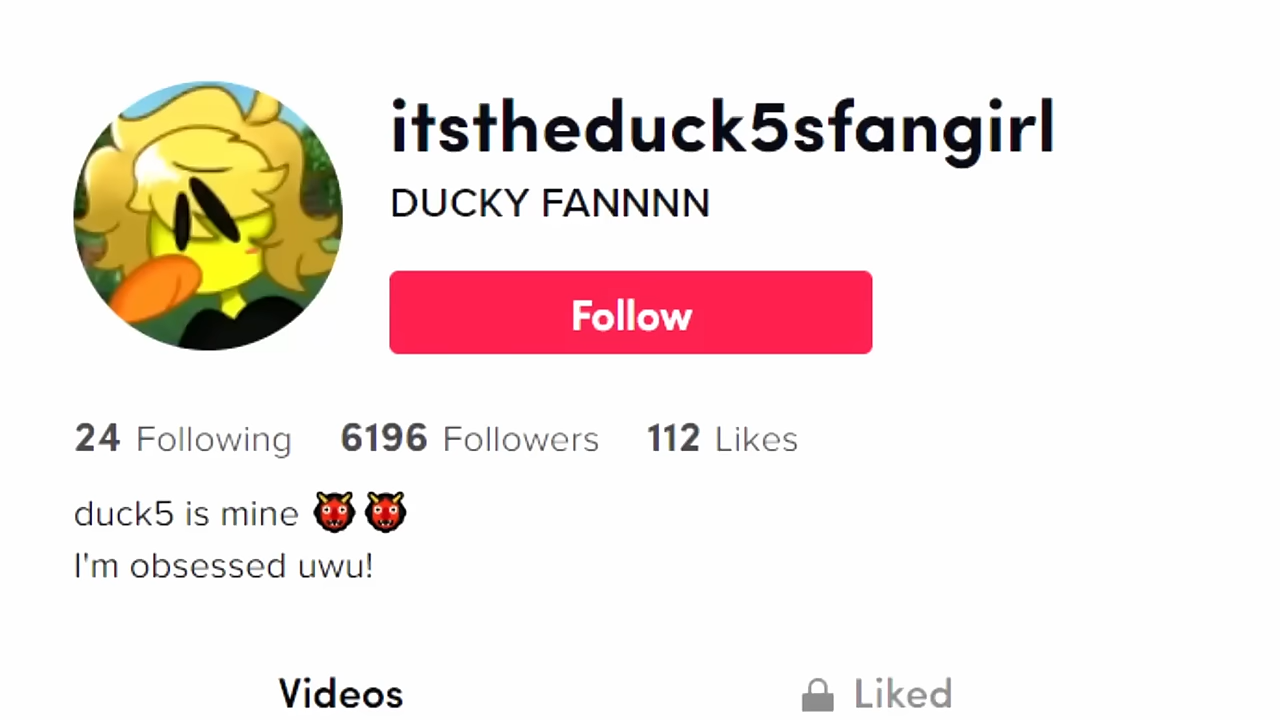 itstheduck5sfangirl
DUCKY FANNNN
Follow
24 Following 6196 Followers 112 Likes
duck5 is mine 👹👹
I'm obsessed uwu!
Videos Liked